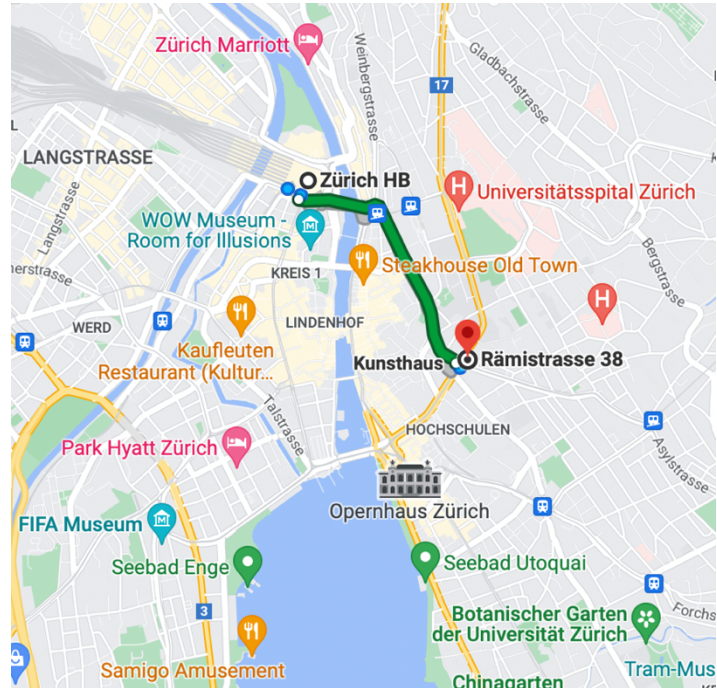 Zürich Marriott
Weinbergstrasse
Gladbachstrasse
17
LANGSTRASSE
Langstrasse
Zürich HB
H
Universitätsspital Zürich
WOW Museum -
Room for Illusions
M
Steakhouse Old Town
Bergstrasse
KREIS 1
nerstrasse
H
WERD
LINDENHOF
Kaufleuten
Restaurant (Kultur...
Kunsthaus
Rämistrasse 38
Talstrasse
HOCHSCHULEN
Park Hyatt Zürich
Asylstrasse
Opernhaus Zürich
FIFA Museum
M
Seebad Enge
Seebad Utoquai
3
Botanischer Garten
der Universität Zürich
Forchs
Samigo Amusement
Tram-Mus
Chinagarten